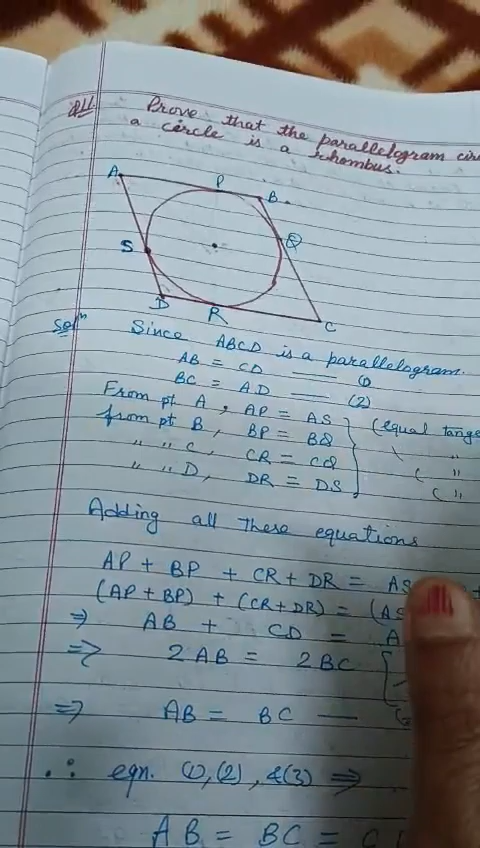 Q11 Prove that the parallelogram
a circle is a rhombus.
A P B
S Q
D R C
Solⁿ Since ABCD is a parallelogram.
AB = CD —— (1)
BC = AD —— (2)
From pt A, AP = AS (equal
from pt B, BP = BQ "
" " C, CR = CQ ( "
" " D, DR = DS ( "
Adding all these equations
AP + BP + CR + DR = AS +
(AP + BP) + (CR + DR) = (AS
⇒ AB + CD = A
⇒ 2AB = 2BC
⇒ AB = BC —
∴ eqn. (1), (2), &(3) ⇒
AB = BC =